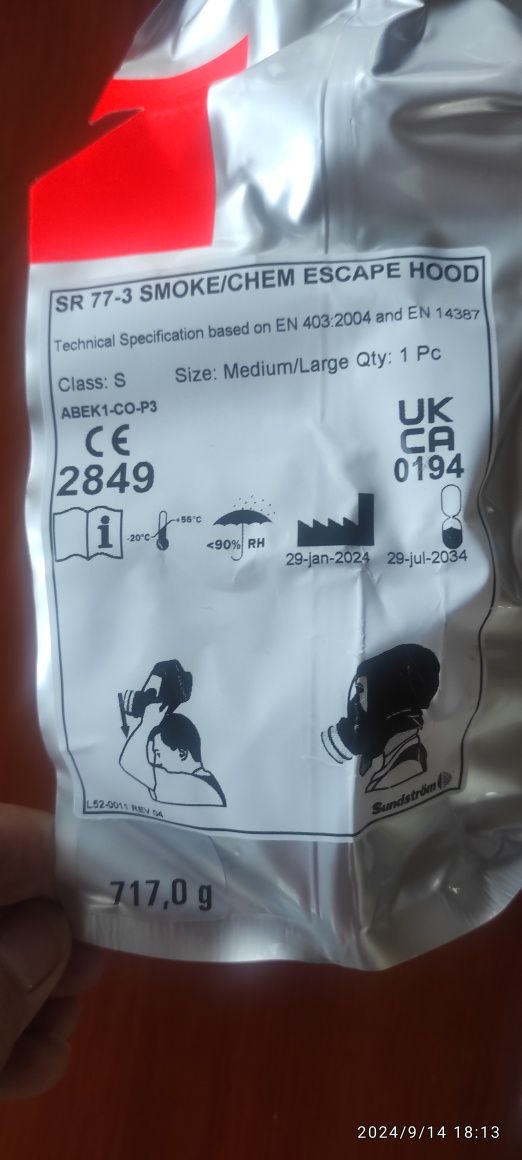 SR 77-3 SMOKE/CHEM ESCAPE HOOD
Technical Specification based on EN 403:2004 and EN 14387
Class: S Size: Medium/Large Qty: 1 Pc
ABEK1-CO-P3
CE
2849
UK
CA
0194
i
-20°C +55°C
<90% RH
29-jan-2024 29-jul-2034
L52-0011 REV 04
Sundström
717,0 g
2024/9/14 18:13